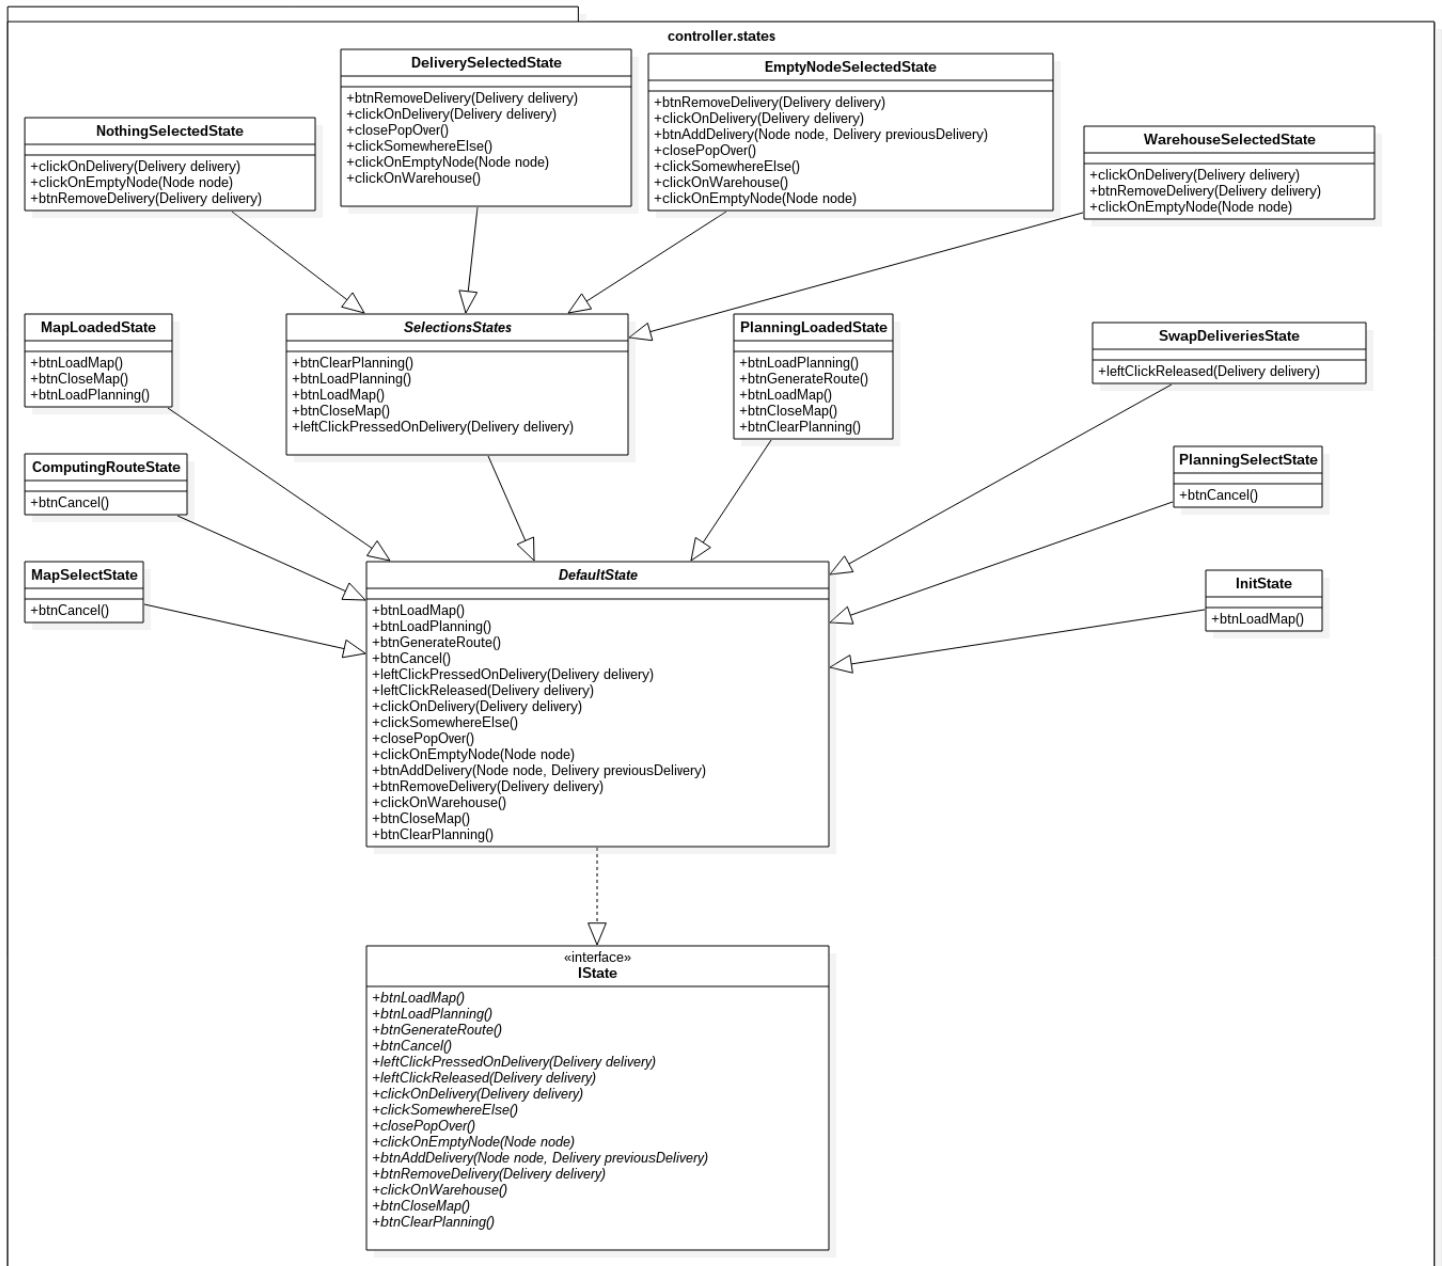 controller.states
DeliverySelectedState
+btnRemoveDelivery(Delivery delivery)
+clickOnDelivery(Delivery delivery)
+closePopOver()
+clickSomewhereElse()
+clickOnEmptyNode(Node node)
+clickOnWarehouse()
EmptyNodeSelectedState
+btnRemoveDelivery(Delivery delivery)
+clickOnDelivery(Delivery delivery)
+btnAddDelivery(Node node, Delivery previousDelivery)
+closePopOver()
+clickSomewhereElse()
+clickOnWarehouse()
+clickOnEmptyNode(Node node)
NothingSelectedState
+clickOnDelivery(Delivery delivery)
+clickOnEmptyNode(Node node)
+btnRemoveDelivery(Delivery delivery)
WarehouseSelectedState
+clickOnDelivery(Delivery delivery)
+btnRemoveDelivery(Delivery delivery)
+clickOnEmptyNode(Node node)
MapLoadedState
+btnLoadMap()
+btnCloseMap()
+btnLoadPlanning()
SelectionsStates
+btnClearPlanning()
+btnLoadPlanning()
+btnLoadMap()
+btnCloseMap()
+leftClickPressedOnDelivery(Delivery delivery)
PlanningLoadedState
+btnLoadPlanning()
+btnGenerateRoute()
+btnLoadMap()
+btnCloseMap()
+btnClearPlanning()
SwapDeliveriesState
+leftClickReleased(Delivery delivery)
ComputingRouteState
+btnCancel()
PlanningSelectState
+btnCancel()
MapSelectState
+btnCancel()
DefaultState
+btnLoadMap()
+btnLoadPlanning()
+btnGenerateRoute()
+btnCancel()
+leftClickPressedOnDelivery(Delivery delivery)
+leftClickReleased(Delivery delivery)
+clickOnDelivery(Delivery delivery)
+clickSomewhereElse()
+closePopOver()
+clickOnEmptyNode(Node node)
+btnAddDelivery(Node node, Delivery previousDelivery)
+btnRemoveDelivery(Delivery delivery)
+clickOnWarehouse()
+btnCloseMap()
+btnClearPlanning()
InitState
+btnLoadMap()
«interface»
IState
+btnLoadMap()
+btnLoadPlanning()
+btnGenerateRoute()
+btnCancel()
+leftClickPressedOnDelivery(Delivery delivery)
+leftClickReleased(Delivery delivery)
+clickOnDelivery(Delivery delivery)
+clickSomewhereElse()
+closePopOver()
+clickOnEmptyNode(Node node)
+btnAddDelivery(Node node, Delivery previousDelivery)
+btnRemoveDelivery(Delivery delivery)
+clickOnWarehouse()
+btnCloseMap()
+btnClearPlanning()